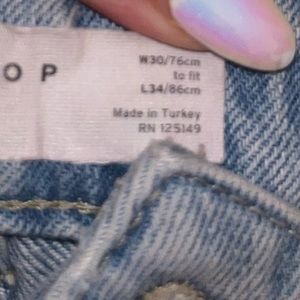 OP
W30/76cm
to fit
L34/86cm
Made in Turkey
RN 125149